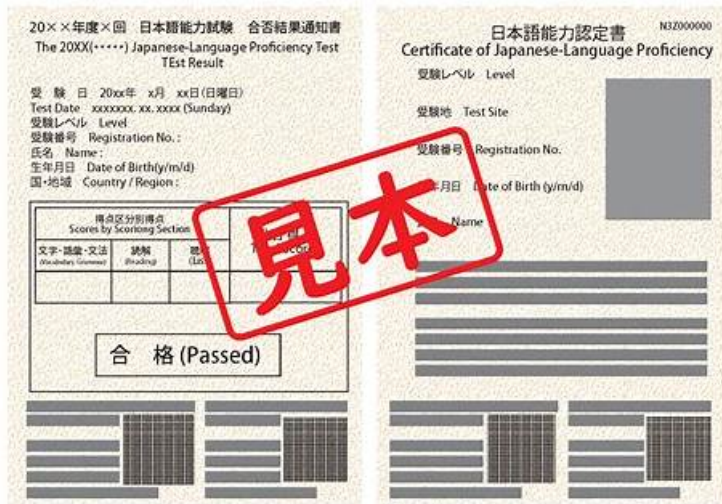 20××年度×回 日本語能力試験 合否結果通知書
The 20XX(·····) Japanese-Language Proficiency Test
TEst Result
受 験 日 20xx年 x月 xx日(日曜日)
Test Date xxxxxxx. xx. xxxx (Sunday)
受験レベル Level
受験番号 Registration No. :
氏名 Name :
生年月日 Date of Birth(y/m/d)
国・地域 Country / Region :
得点区分別得点
Scores by Scoriong Section
文字・語彙・文法
読解
(Reading)
合 格 (Passed)
日本語能力認定書
N3Z000000
Certificate of Japanese-Language Proficiency
受験レベル Level
受験地 Test Site
受験番号 Registration No.
年月日 Date of Birth (y/m/d)
Name
見本